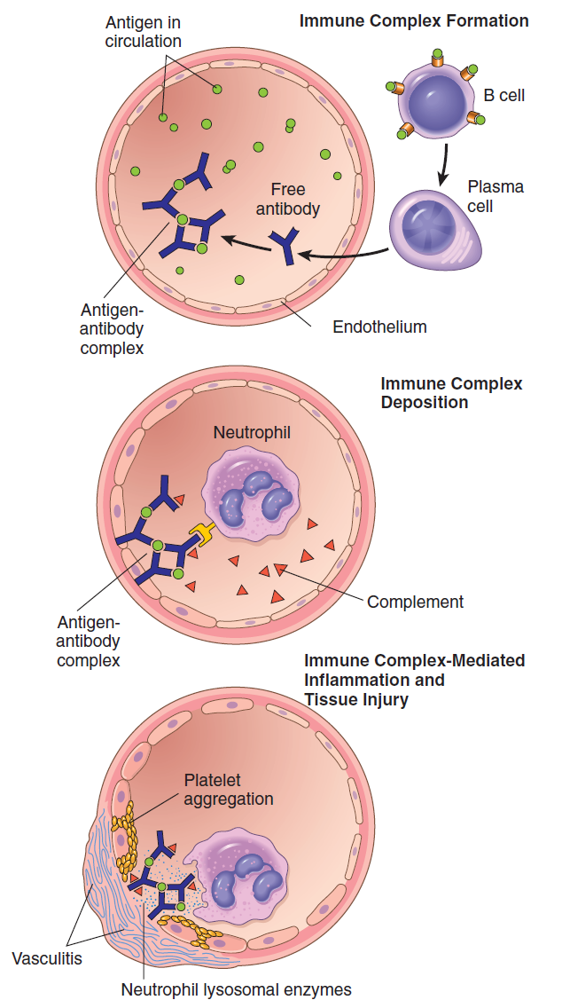 Antigen in
circulation
Immune Complex Formation
B cell
Plasma
cell
Free
antibody
Antigen-
antibody
complex
Endothelium
Immune Complex
Deposition
Neutrophil
Complement
Antigen-
antibody
complex
Immune Complex-Mediated
Inflammation and
Tissue Injury
Platelet
aggregation
Vasculitis
Neutrophil lysosomal enzymes